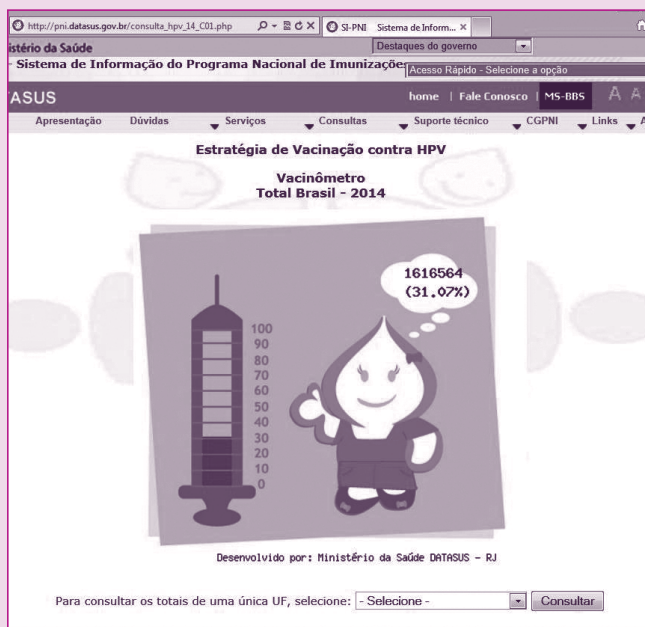 http://pni.datasus.gov.br/consulta_hpv_14_C01.php
SI-PNI Sistema de Inform...
istério da Saúde
Destaques do governo
- Sistema de Informação do Programa Nacional de Imunizaçõe
Acesso Rápido - Selecione a opção
ASUS
home | Fale Conosco | MS-BBS A A
Apresentação Dúvidas Serviços Consultas Suporte técnico CGPNI Links A
Estratégia de Vacinação contra HPV
Vacinômetro
Total Brasil - 2014
1616564
(31.07%)
100
90
80
70
60
50
40
30
20
10
0
Desenvolvido por: Ministério da Saúde DATASUS - RJ
Para consultar os totais de uma única UF, selecione: - Selecione - Consultar